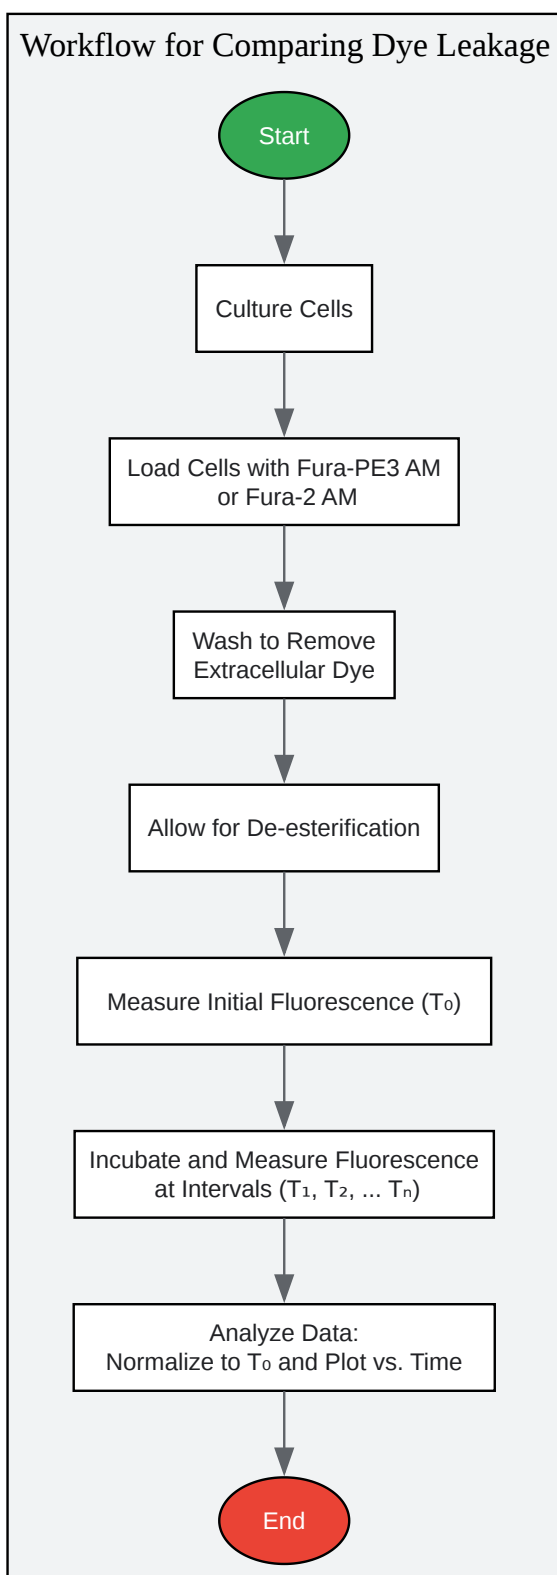 Workflow for Comparing Dye Leakage
Start
Culture Cells
Load Cells with Fura-PE3 AM
or Fura-2 AM
Wash to Remove
Extracellular Dye
Allow for De-esterification
Measure Initial Fluorescence (T₀)
Incubate and Measure Fluorescence
at Intervals (T₁, T₂, ... Tₙ)
Analyze Data:
Normalize to T₀ and Plot vs. Time
End